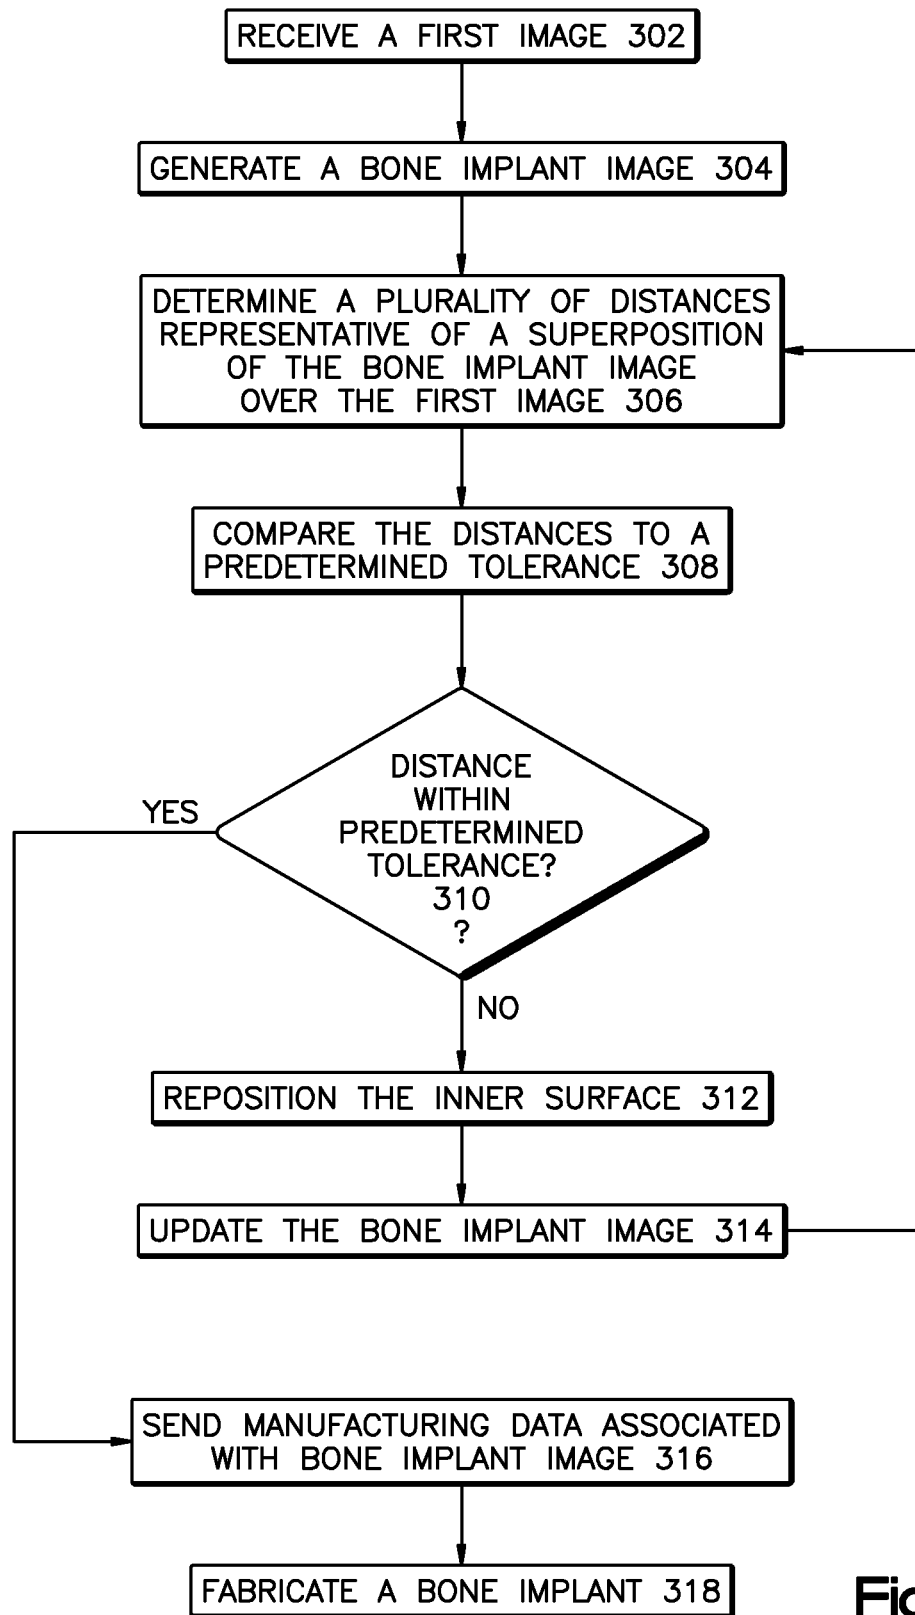 RECEIVE A FIRST IMAGE 302
GENERATE A BONE IMPLANT IMAGE 304
DETERMINE A PLURALITY OF DISTANCES
REPRESENTATIVE OF A SUPERPOSITION
OF THE BONE IMPLANT IMAGE
OVER THE FIRST IMAGE 306
COMPARE THE DISTANCES TO A
PREDETERMINED TOLERANCE 308
DISTANCE
WITHIN
PREDETERMINED
TOLERANCE?
310
?
YES
NO
REPOSITION THE INNER SURFACE 312
UPDATE THE BONE IMPLANT IMAGE 314
SEND MANUFACTURING DATA ASSOCIATED
WITH BONE IMPLANT IMAGE 316
FABRICATE A BONE IMPLANT 318